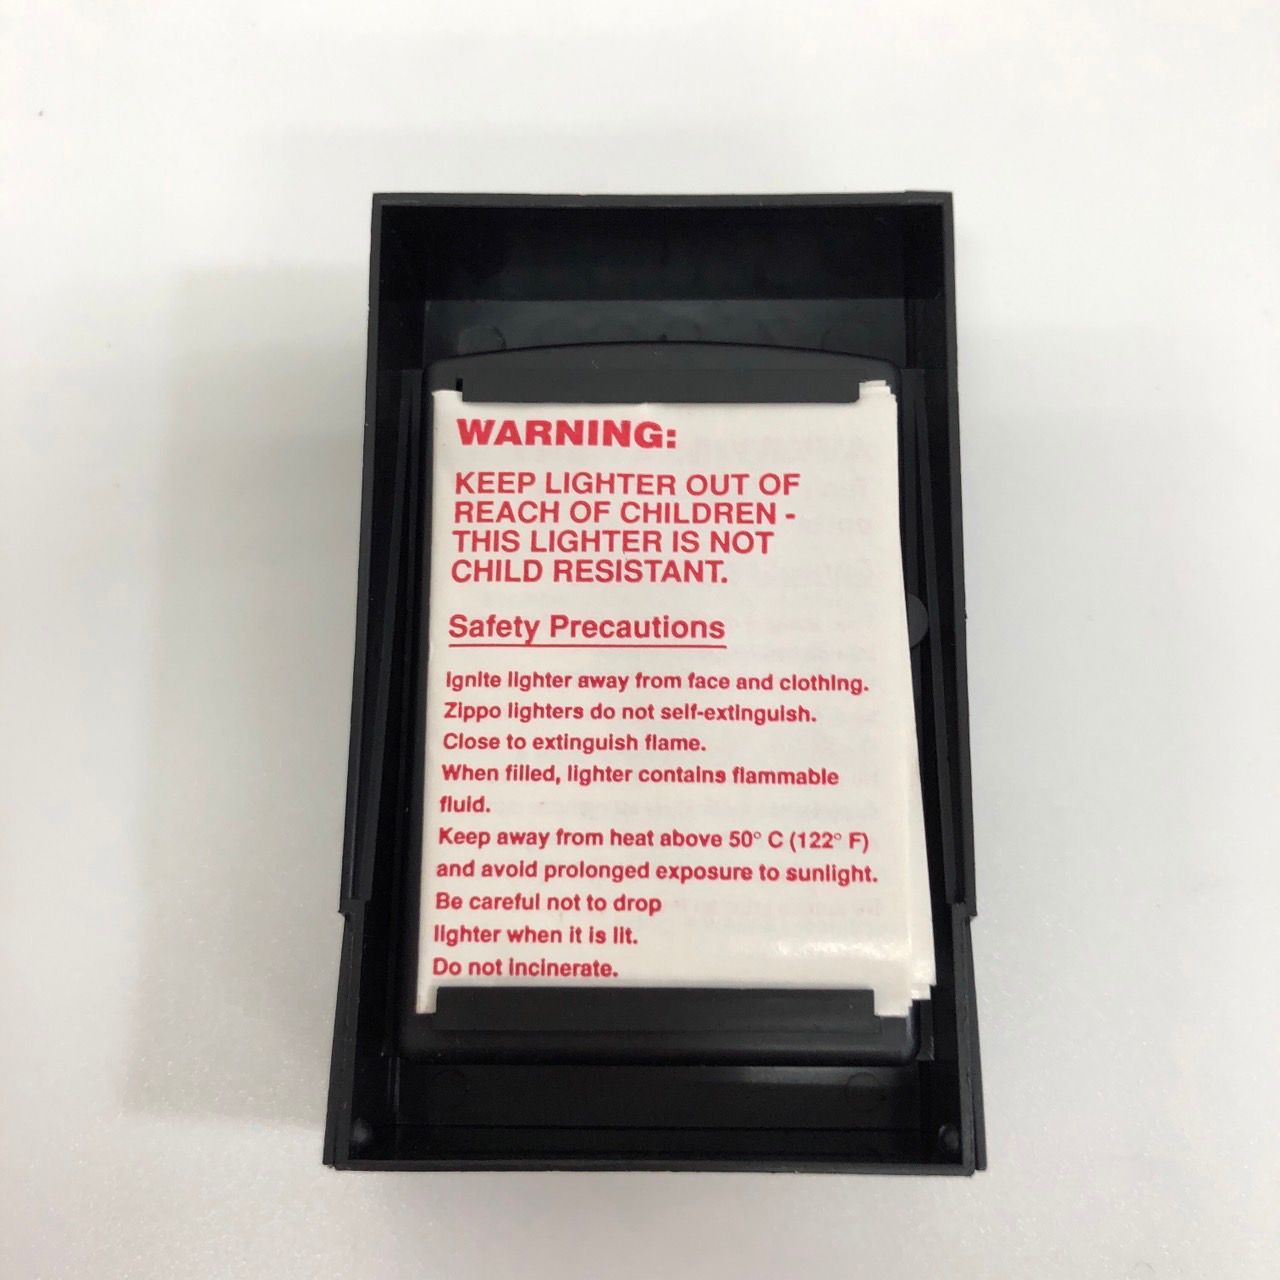 WARNING:
KEEP LIGHTER OUT OF
REACH OF CHILDREN -
THIS LIGHTER IS NOT
CHILD RESISTANT.
Safety Precautions
Ignite lighter away from face and clothing.
Zippo lighters do not self-extinguish.
Close to extinguish flame.
When filled, lighter contains flammable
fluid.
Keep away from heat above 50° C (122° F)
and avoid prolonged exposure to sunlight.
Be careful not to drop
lighter when it is lit.
Do not incinerate.